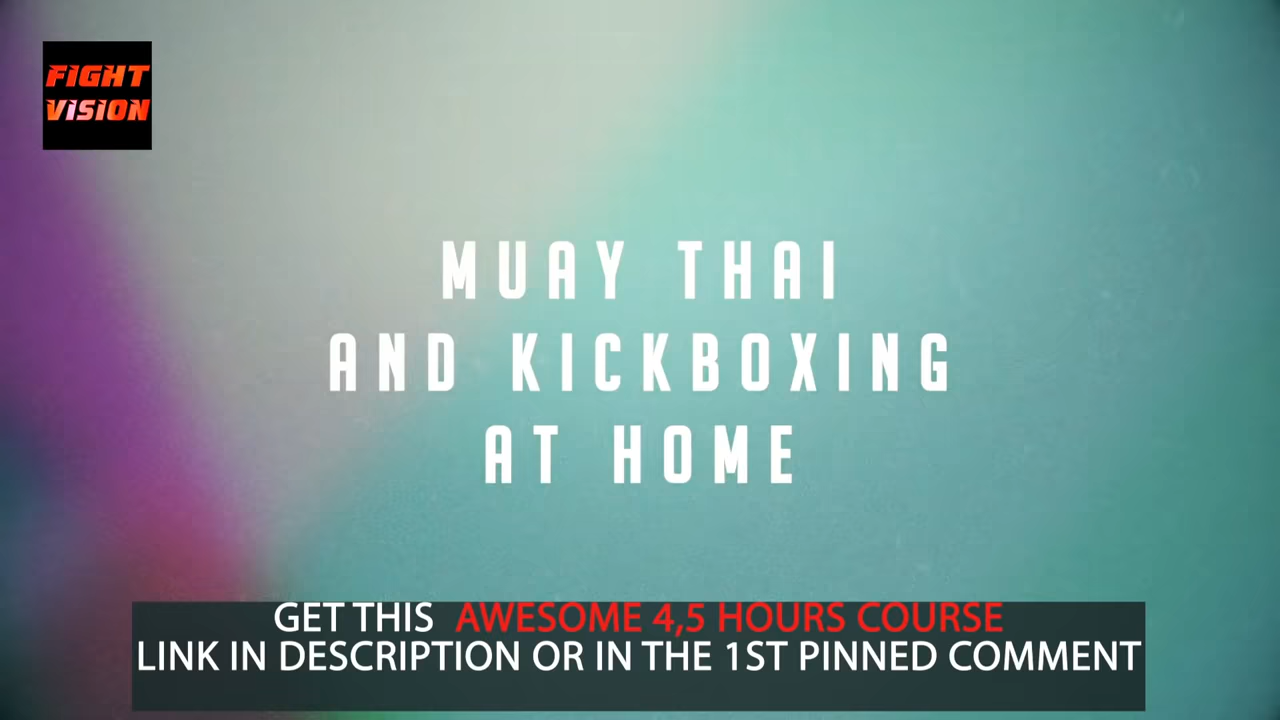 FIGHT
VISION
MUAY THAI
AND KICKBOXING
AT HOME
GET THIS AWESOME 4,5 HOURS COURSE
LINK IN DESCRIPTION OR IN THE 1ST PINNED COMMENT